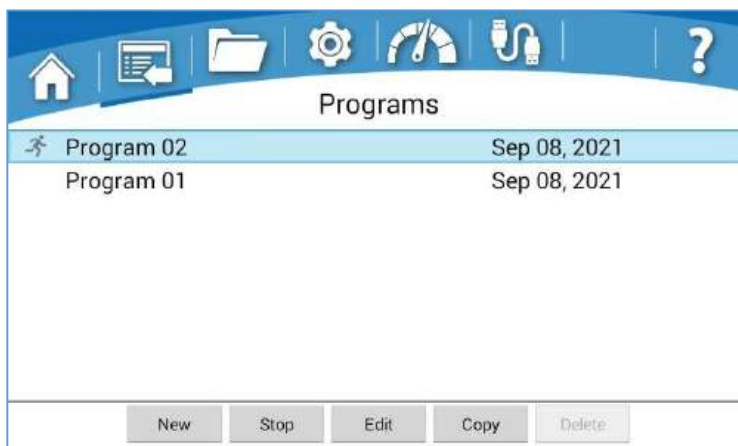 ?
Programs
Program 02 Sep 08, 2021
Program 01 Sep 08, 2021
New Stop Edit Copy Delete